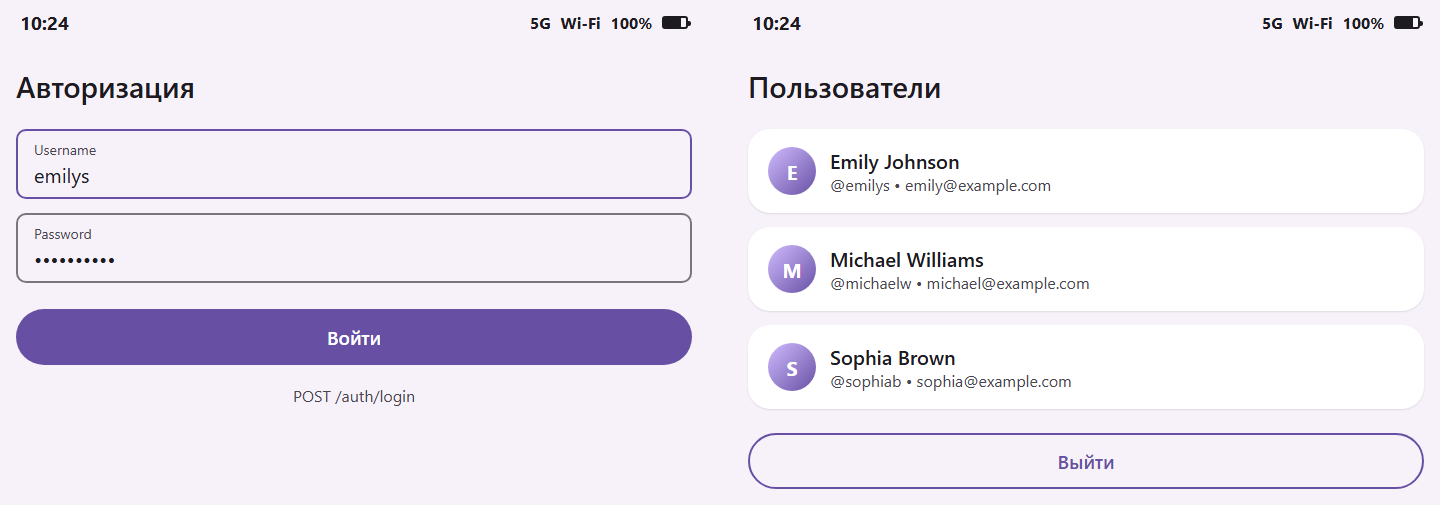 10:24 5G Wi-Fi 100%
Авторизация
Username
emilys
Password
••••••••••
Войти
POST /auth/login
10:24 5G Wi-Fi 100%
Пользователи
E
Emily Johnson
@emilys • emily@example.com
M
Michael Williams
@michaelw • michael@example.com
S
Sophia Brown
@sophiab • sophia@example.com
Выйти